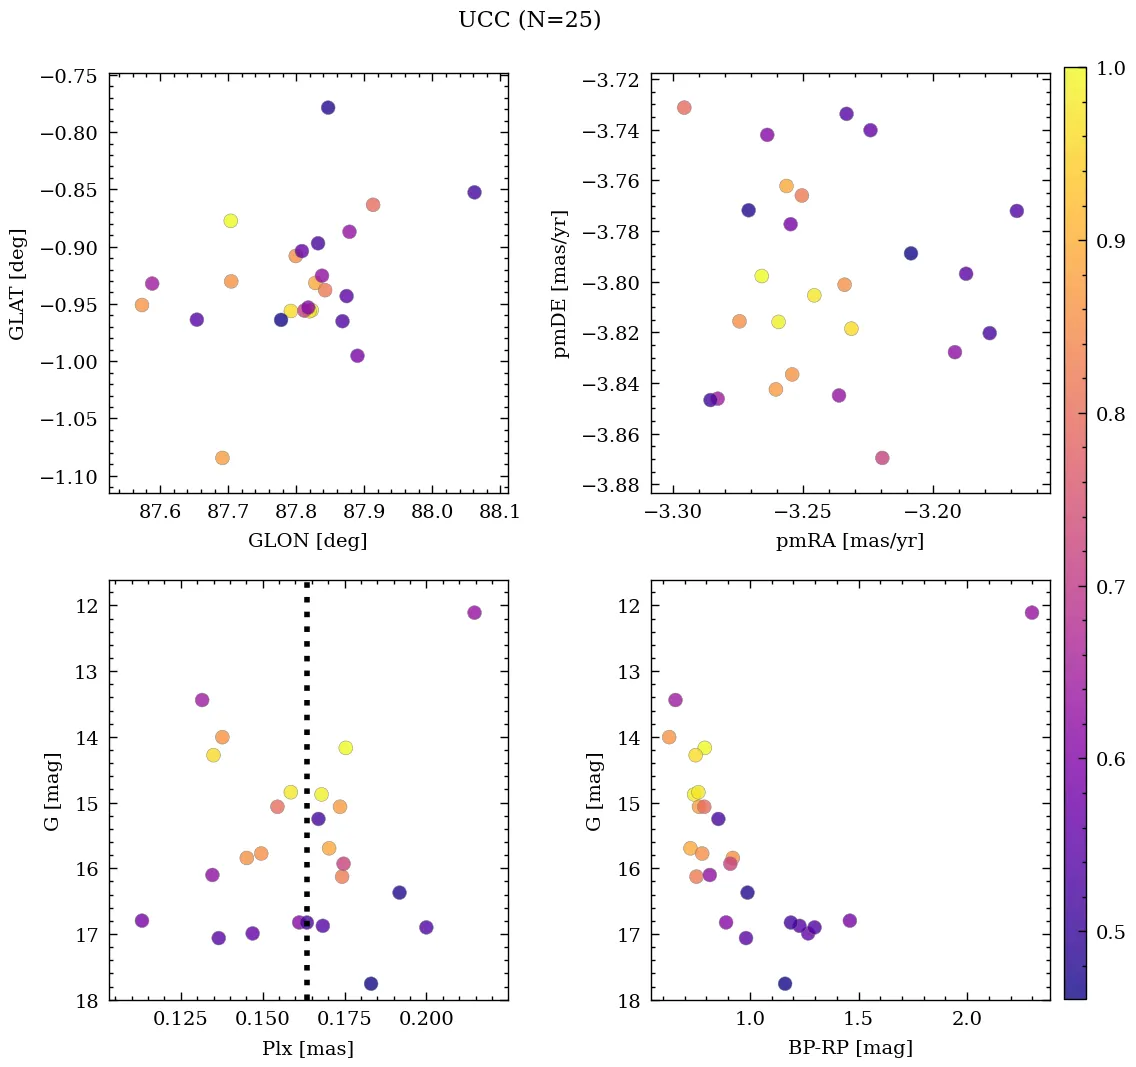 UCC (N=25)
−0.75
−0.80
−0.85
−0.90
−0.95
−1.00
−1.05
−1.10
GLAT [deg]
87.6 87.7 87.8 87.9 88.0 88.1
GLON [deg]
−3.72
−3.74
−3.76
−3.78
−3.80
−3.82
−3.84
−3.86
−3.88
pmDE [mas/yr]
−3.30 −3.25 −3.20
pmRA [mas/yr]
12
13
14
15
16
17
18
G [mag]
0.125 0.150 0.175 0.200
Plx [mas]
12
13
14
15
16
17
18
G [mag]
1.0 1.5 2.0
BP-RP [mag]
1.0
0.9
0.8
0.7
0.6
0.5